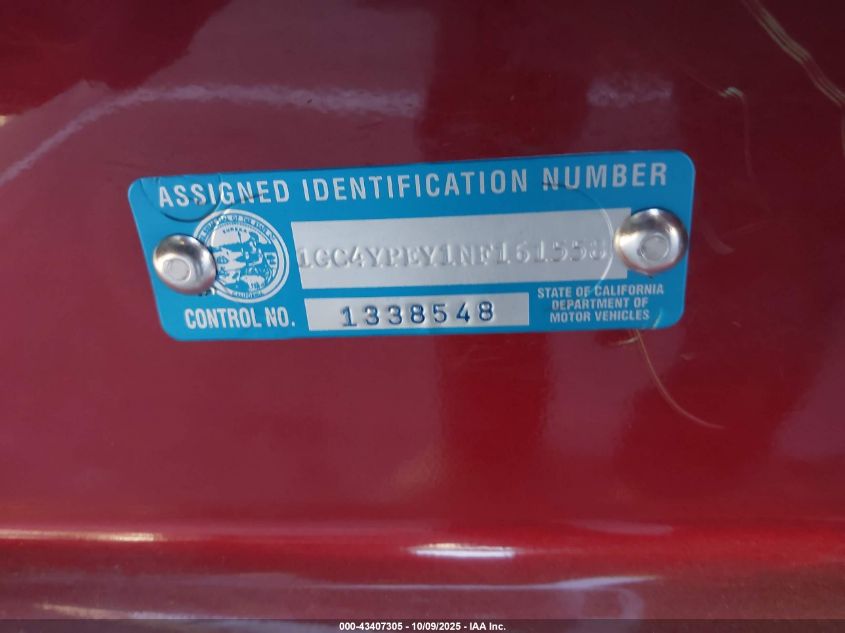 ASSIGNED IDENTIFICATION NUMBER
EUREKA
1GC4YPEY1NF161558
CONTROL NO.
1338548
STATE OF CALIFORNIA
DEPARTMENT OF
MOTOR VEHICLES
000-43407305 - 10/09/2025 - IAA Inc.